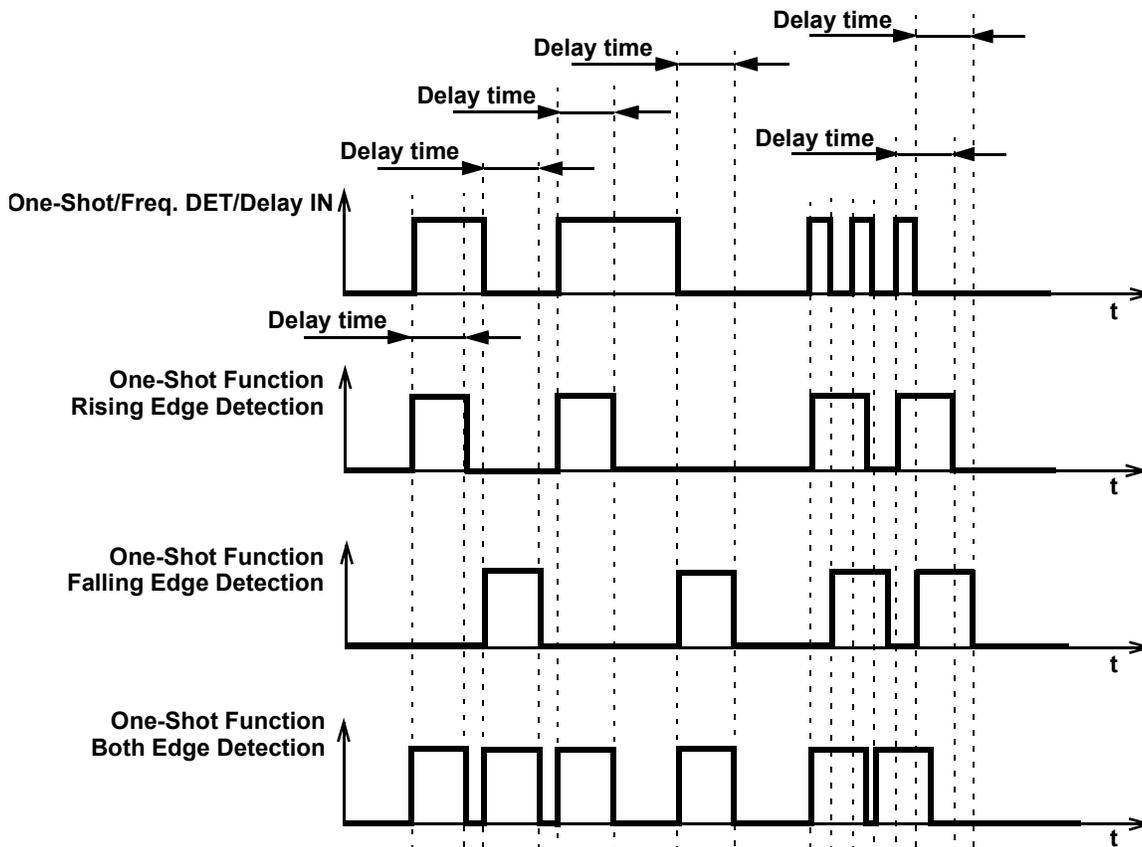 Delay time
Delay time
Delay time
Delay time
Delay time
One-Shot/Freq. DET/Delay IN
t
Delay time
One-Shot Function
Rising Edge Detection
t
One-Shot Function
Falling Edge Detection
t
One-Shot Function
Both Edge Detection
t